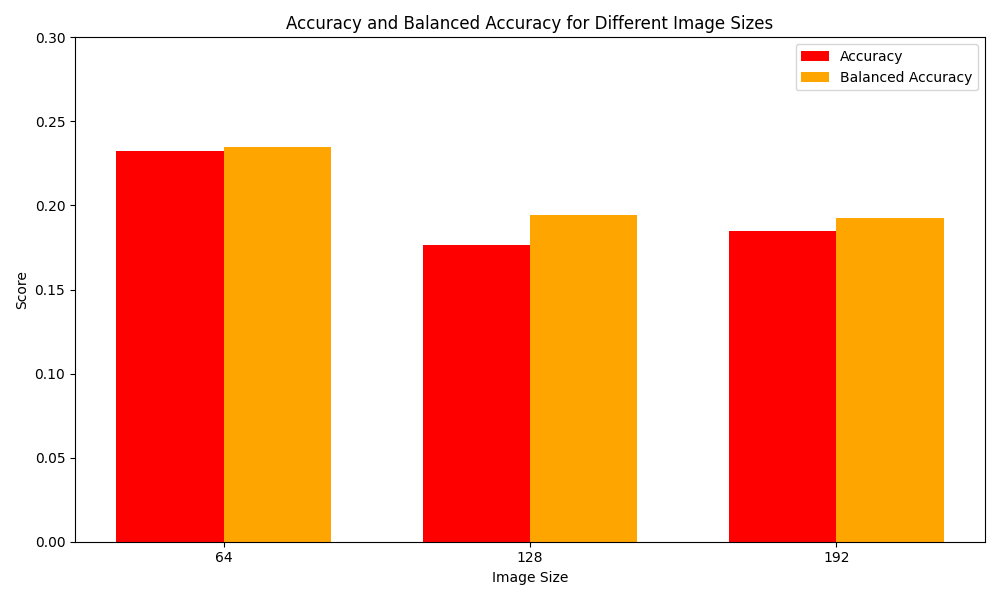 Accuracy and Balanced Accuracy for Different Image Sizes
0.30
Accuracy
Balanced Accuracy
0.25
0.20
0.15
0.10
0.05
0.00
Score
64
128
192
Image Size